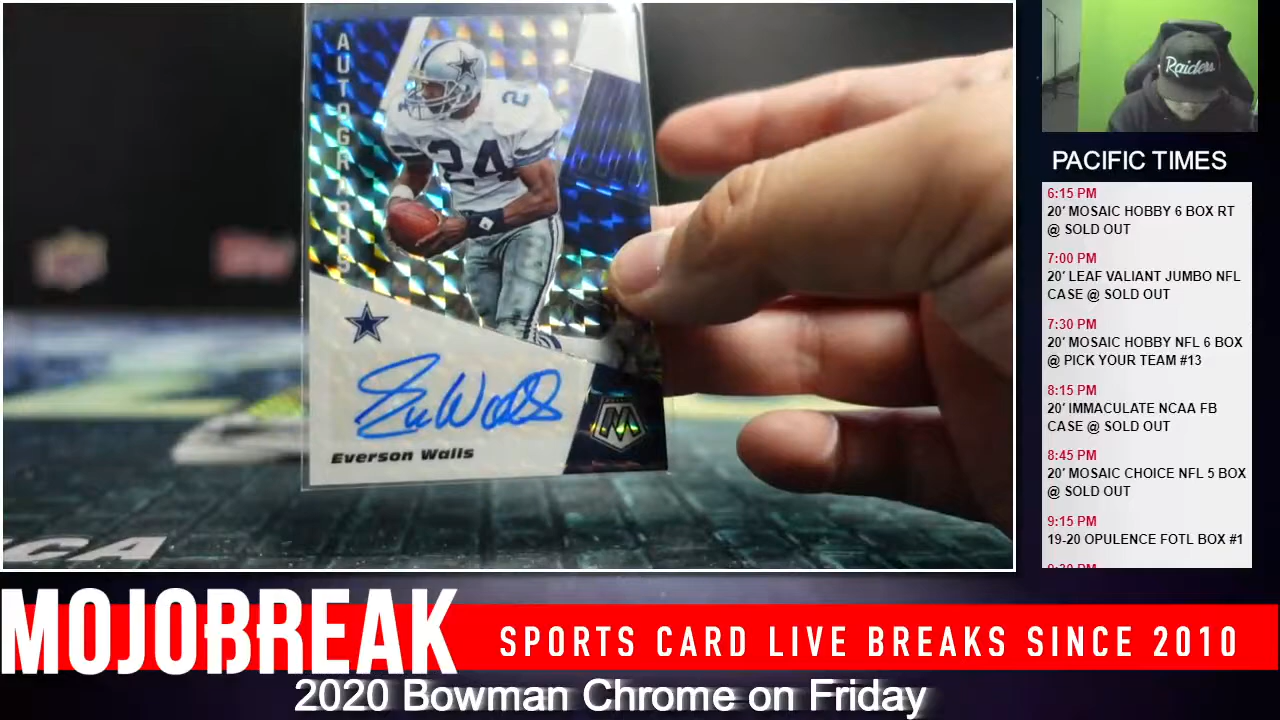 AUTOGRAPHS
24
2
Ev Walls
Everson Walls
M
CA
Raiders
PACIFIC TIMES
6:15 PM
20' MOSAIC HOBBY 6 BOX RT
@ SOLD OUT
7:00 PM
20' LEAF VALIANT JUMBO NFL
CASE @ SOLD OUT
7:30 PM
20' MOSAIC HOBBY NFL 6 BOX
@ PICK YOUR TEAM #13
8:15 PM
20' IMMACULATE NCAA FB
CASE @ SOLD OUT
8:45 PM
20' MOSAIC CHOICE NFL 5 BOX
@ SOLD OUT
9:15 PM
19-20 OPULENCE FOTL BOX #1
MOJOBREAK
SPORTS CARD LIVE BREAKS SINCE 2010
2020 Bowman Chrome on Friday